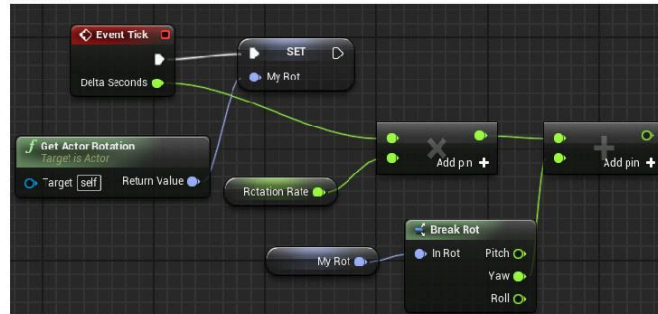 Event Tick
SET
Delta Seconds
My Rot
Get Actor Rotation
Target is Actor
Target self
Return Value
Add pin +
Add pin +
Rotation Rate
Break Rot
My Rot
In Rot
Pitch
Yaw
Roll